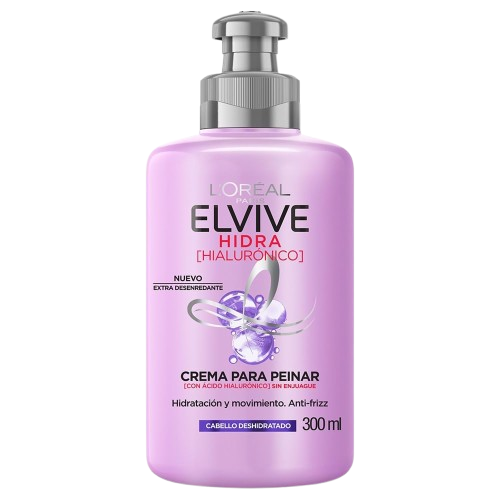 L'ORÉAL
PARIS
ELVIVE
HIDRA
[HIALURÓNICO]
NUEVO
EXTRA DESENREDANTE
CREMA PARA PEINAR
[CON ÁCIDO HIALURONICO] SIN ENJUAGUE
Hidratación y movimiento. Anti-frizz
CABELLO DESHIDRATADO 300 ml